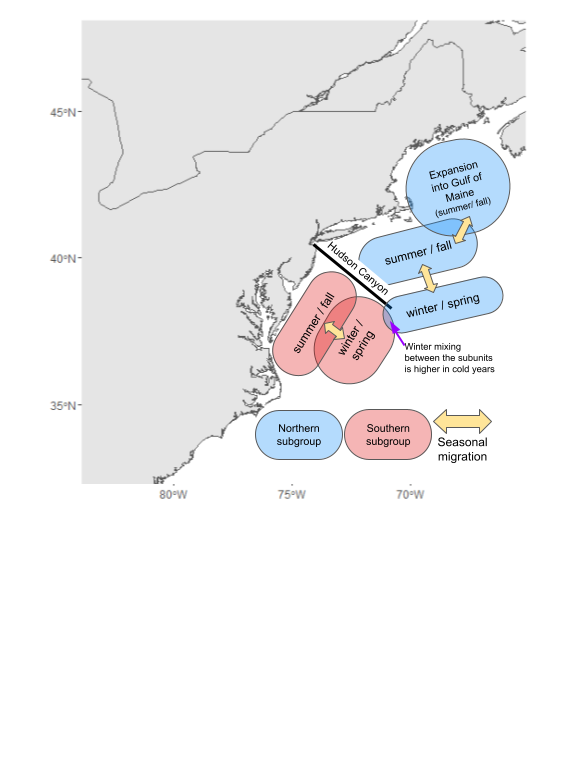 45°N
40°N
35°N
80°W
75°W
70°W
Expansion
into Gulf of
Maine
(summer/ fall)
summer / fall
Hudson Canyon
winter / spring
summer / fall
winter /
spring
Winter mixing
between the subunits
is higher in cold years
Northern
subgroup
Southern
subgroup
Seasonal
migration